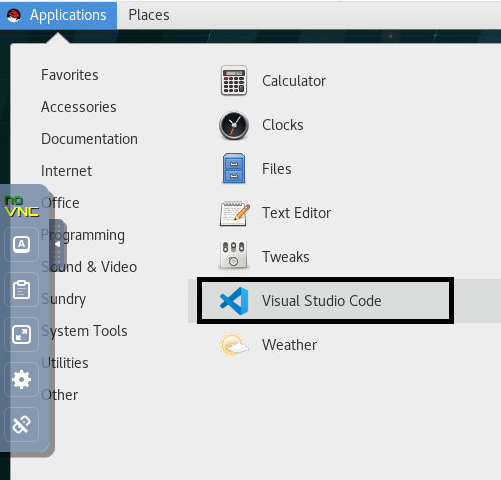 Applications Places
Favorites
Accessories
Documentation
Internet
Office
Programming
Sound & Video
Sundry
System Tools
Utilities
Other
Calculator
Clocks
Files
Text Editor
Tweaks
Visual Studio Code
Weather
no
VNC
A